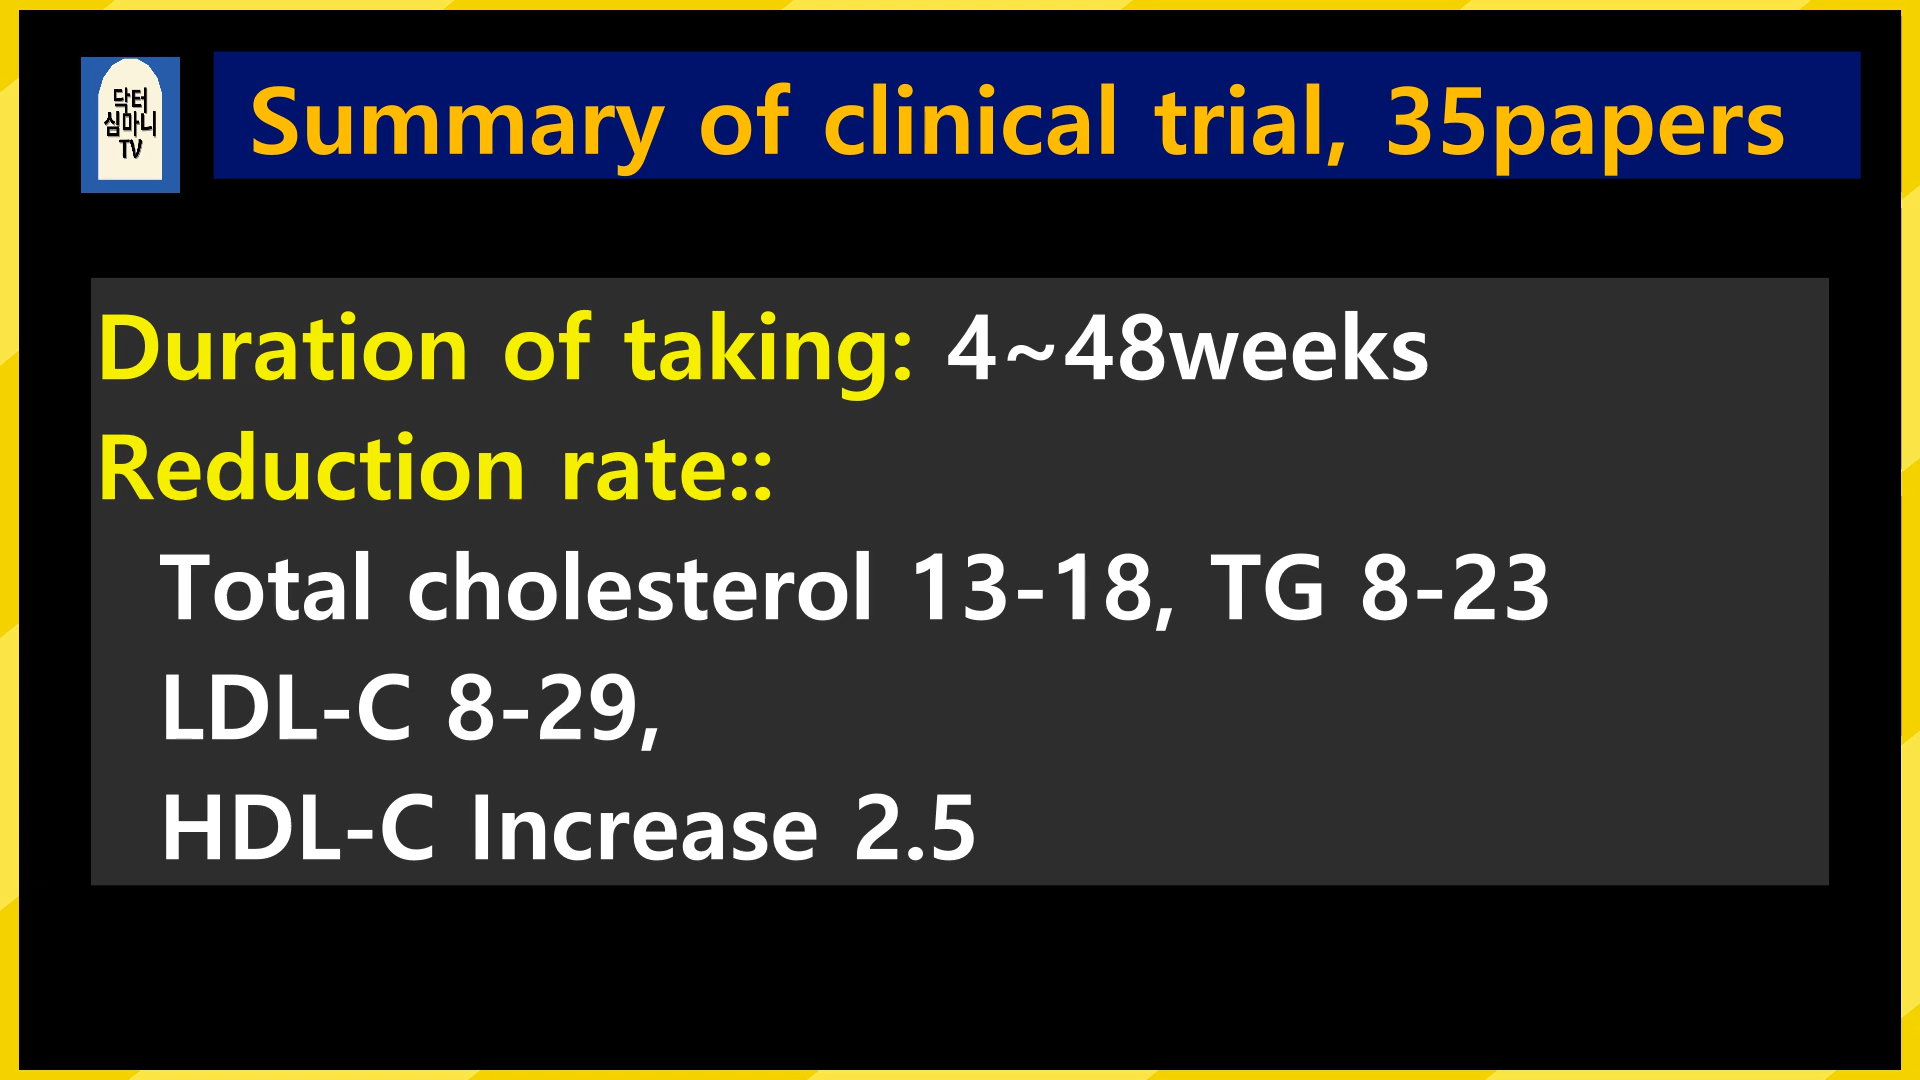 닥터
심마니
TV
Summary of clinical trial, 35papers
Duration of taking: 4~48weeks
Reduction rate::
Total cholesterol 13-18, TG 8-23
LDL-C 8-29,
HDL-C Increase 2.5